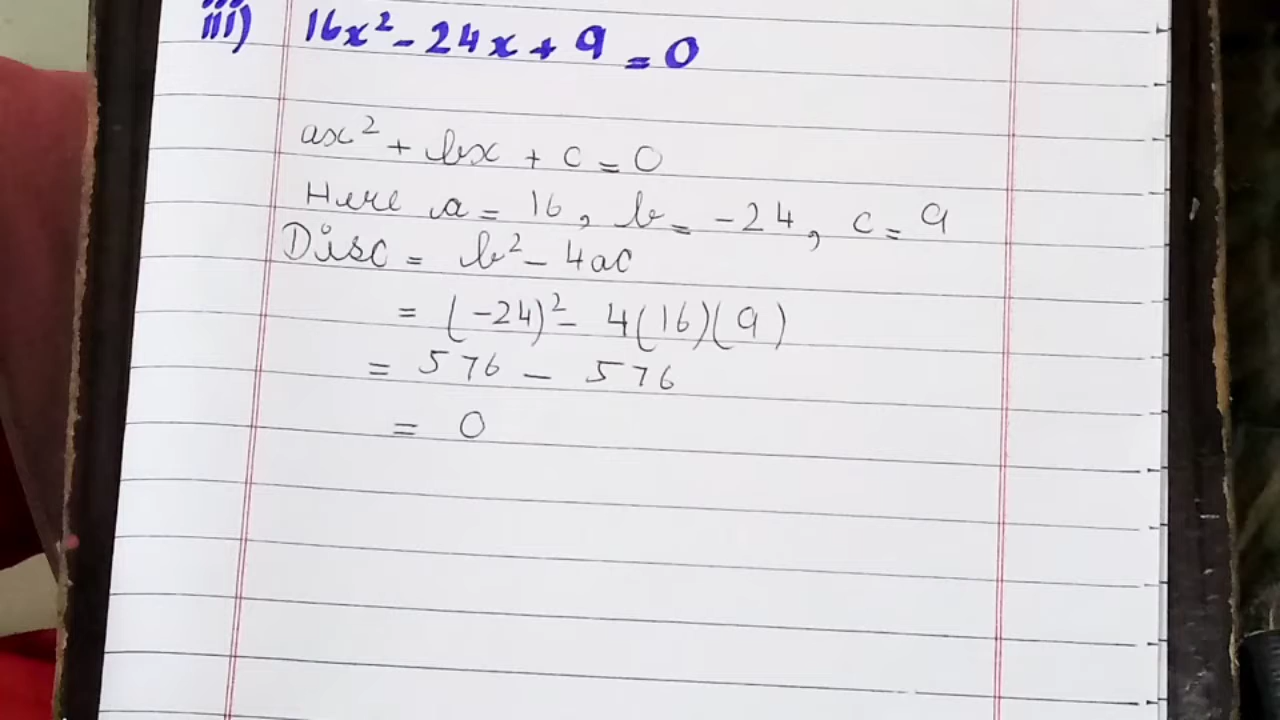 iii) 16x² - 24x + 9 = 0
ax² + bx + c = 0
Here a = 16, b = -24, c = 9
Disc = b² - 4ac
= (-24)² - 4(16)(9)
= 576 - 576
= 0